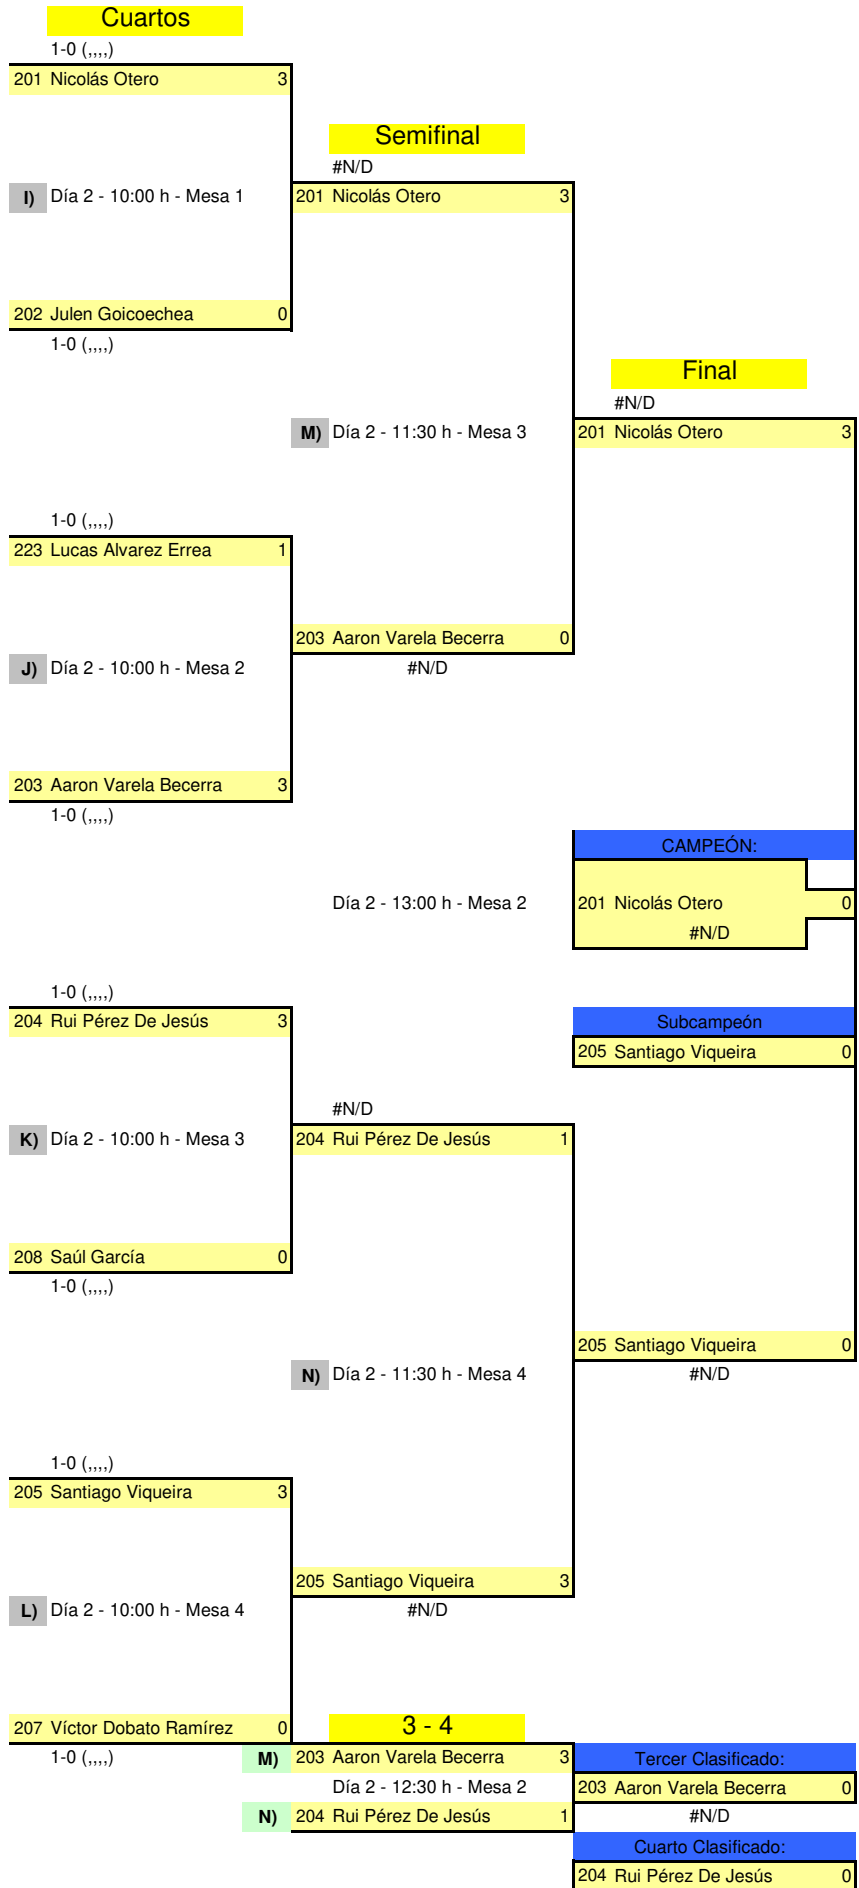 Cuartos
1-0 (,,,,)
201 Nicolás Otero 3
Semifinal
#N/D
I) Día 2 - 10:00 h - Mesa 1
201 Nicolás Otero 3
202 Julen Goicoechea 0
1-0 (,,,,)
Final
#N/D
M) Día 2 - 11:30 h - Mesa 3
201 Nicolás Otero 3
1-0 (,,,,)
223 Lucas Alvarez Errea 1
203 Aaron Varela Becerra 0
J) Día 2 - 10:00 h - Mesa 2
#N/D
203 Aaron Varela Becerra 3
1-0 (,,,,)
CAMPEÓN:
Día 2 - 13:00 h - Mesa 2
201 Nicolás Otero 0
#N/D
1-0 (,,,,)
204 Rui Pérez De Jesús 3
Subcampeón
205 Santiago Viqueira 0
#N/D
K) Día 2 - 10:00 h - Mesa 3
204 Rui Pérez De Jesús 1
208 Saúl García 0
1-0 (,,,,)
205 Santiago Viqueira 0
N) Día 2 - 11:30 h - Mesa 4
#N/D
1-0 (,,,,)
205 Santiago Viqueira 3
205 Santiago Viqueira 3
L) Día 2 - 10:00 h - Mesa 4
#N/D
207 Víctor Dobato Ramírez 0
3 - 4
1-0 (,,,,)
M) 203 Aaron Varela Becerra 3
Tercer Clasificado:
Día 2 - 12:30 h - Mesa 2
203 Aaron Varela Becerra 0
N) 204 Rui Pérez De Jesús 1
#N/D
Cuarto Clasificado:
204 Rui Pérez De Jesús 0